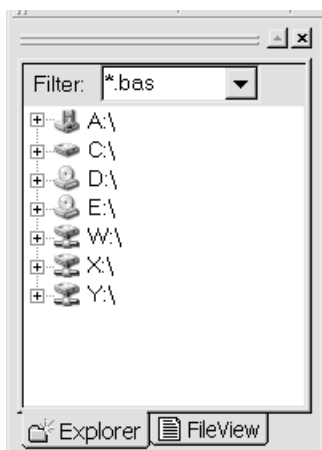 Filter: *.bas
A:\
C:\
D:\
E:\
W:\
X:\
Y:\
Explorer FileView